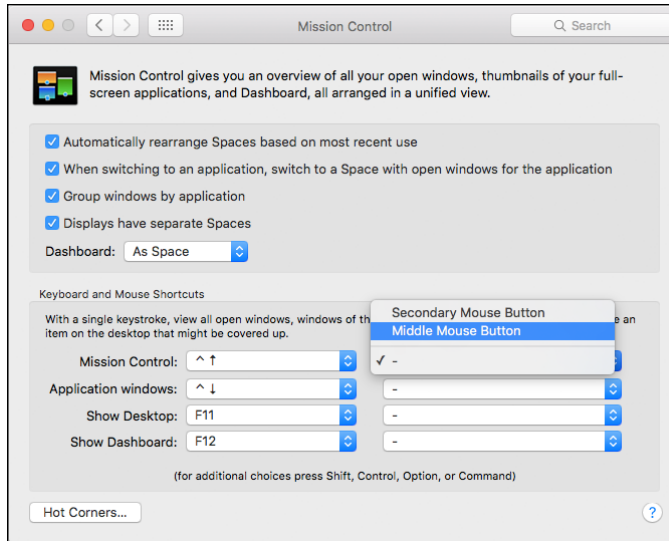 Mission Control
Search
Mission Control gives you an overview of all your open windows, thumbnails of your full-
screen applications, and Dashboard, all arranged in a unified view.
Automatically rearrange Spaces based on most recent use
When switching to an application, switch to a Space with open windows for the application
Group windows by application
Displays have separate Spaces
Dashboard: As Space
Keyboard and Mouse Shortcuts
With a single keystroke, view all open windows, windows of th
e an
item on the desktop that might be covered up.
Secondary Mouse Button
Middle Mouse Button
Mission Control: ^ ↑ ✓ -
Application windows: ^ ↓ -
Show Desktop: F11 -
Show Dashboard: F12 -
(for additional choices press Shift, Control, Option, or Command)
Hot Corners... ?